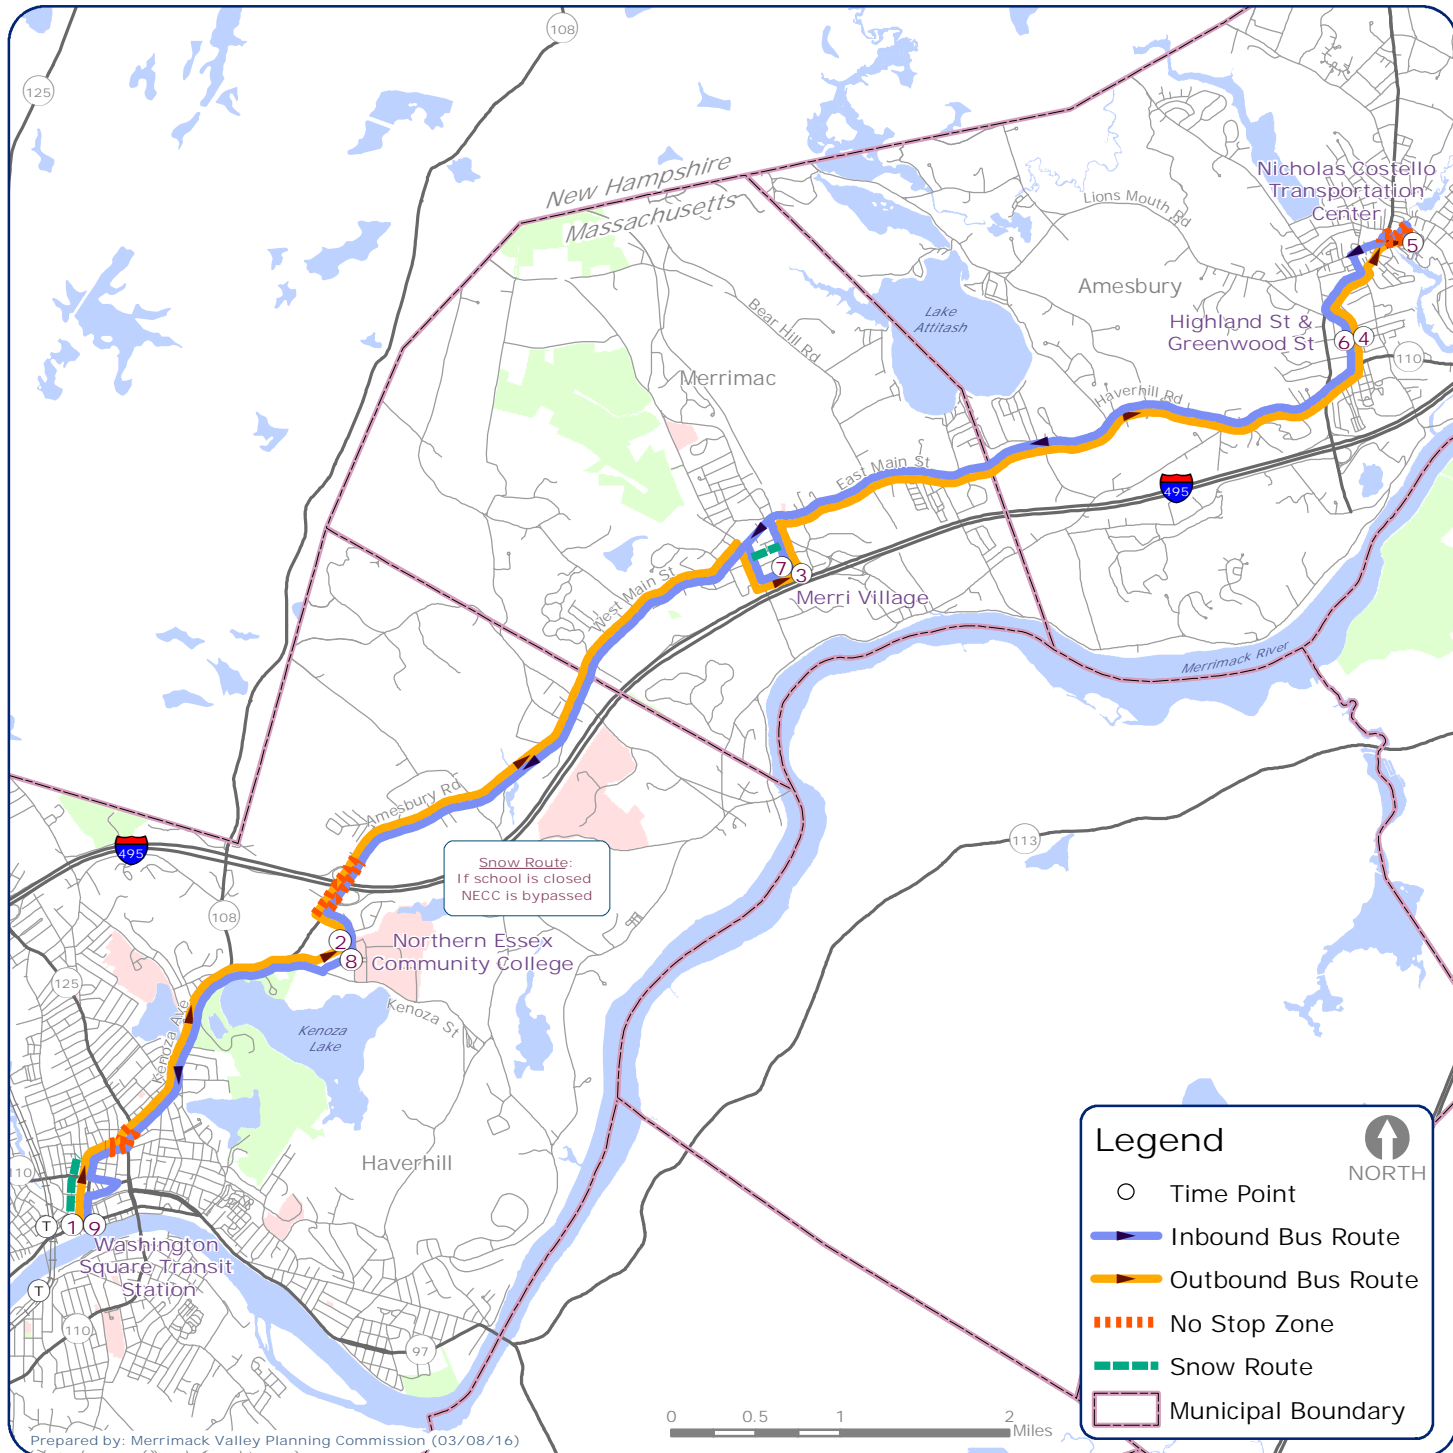 108
125
New Hampshire
Massachusetts
Nicholas Costello
Transportation
Center
Lions Mouth Rd
5
Amesbury
Lake
Attitash
Bear Hill Rd
Highland St &
Greenwood St
6
4
110
Merrimac
Haverhill Rd
East Main St
495
7
3
Merri Village
West Main St
Merrimack River
Amesbury Rd
495
113
Snow Route:
If school is closed
NECC is bypassed
108
2
8
Northern Essex
Community College
125
Kenoza St
Kenoza Ave
Kenoza
Lake
Haverhill
110
T
1
9
Washington
Square Transit
Station
T
110
97
Legend
NORTH
Time Point
Inbound Bus Route
Outbound Bus Route
No Stop Zone
Snow Route
Municipal Boundary
0 0.5 1 2
Miles
Prepared by: Merrimack Valley Planning Commission (03/08/16)